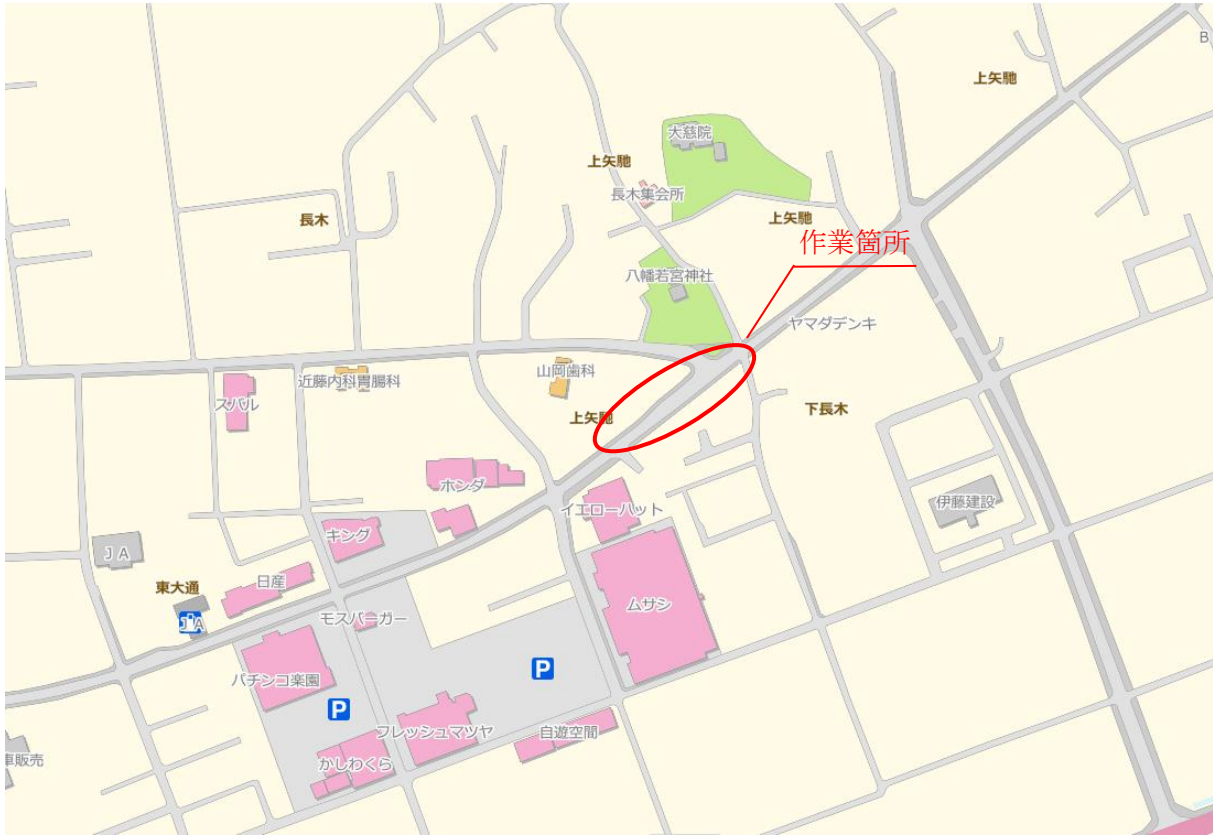 B
上矢馳
大慈院
上矢馳
長木集会所
長木
上矢馳
作業箇所
八幡若宮神社
ヤマダデンキ
山岡歯科
近藤内科胃腸科
スバル
上矢馳
下長木
ホンダ
イエローハット
伊藤建設
キング
ＪＡ
東大通
日産
ムサシ
モスバーガー
ＪＡ
パチンコ楽園
P
P
フレッシュマツヤ
自遊空間
車販売
かしわくら